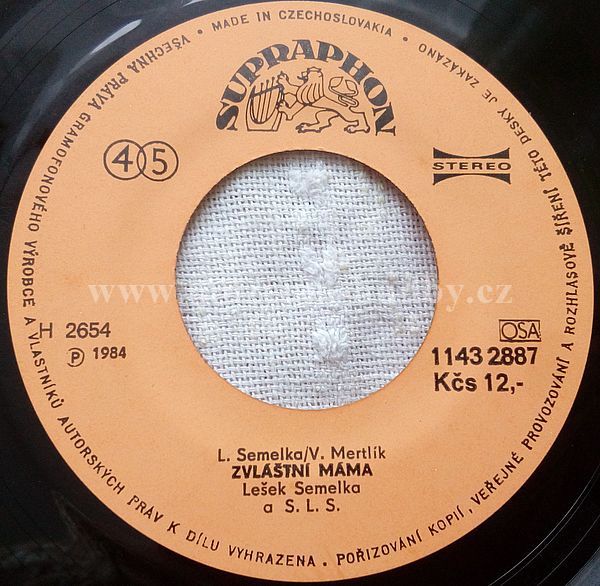 VŠECHNA PRÁVA GRAMOFONOVÉHO VÝROBCE A VLASTNÍKŮ AUTORSKÝCH PRÁV K DÍLU VYHRAZENA . POŘIZOVÁNÍ KOPIÍ, VEŘEJNÉ PROVOZOVÁNÍ A ROZHLASOVÉ ŠÍŘENÍ TÉTO DESKY JE ZAKÁZÁNO
• MADE IN CZECHOSLOVAKIA •
SUPRAPHON
45
STEREO
www. by.cz
H 2654
Ⓟ 1984
OSA
1143 2887
Kčs 12,-
L. Semelka/V. Mertlík
ZVLÁŠTNÍ MÁMA
Lešek Semelka
a S. L. S.